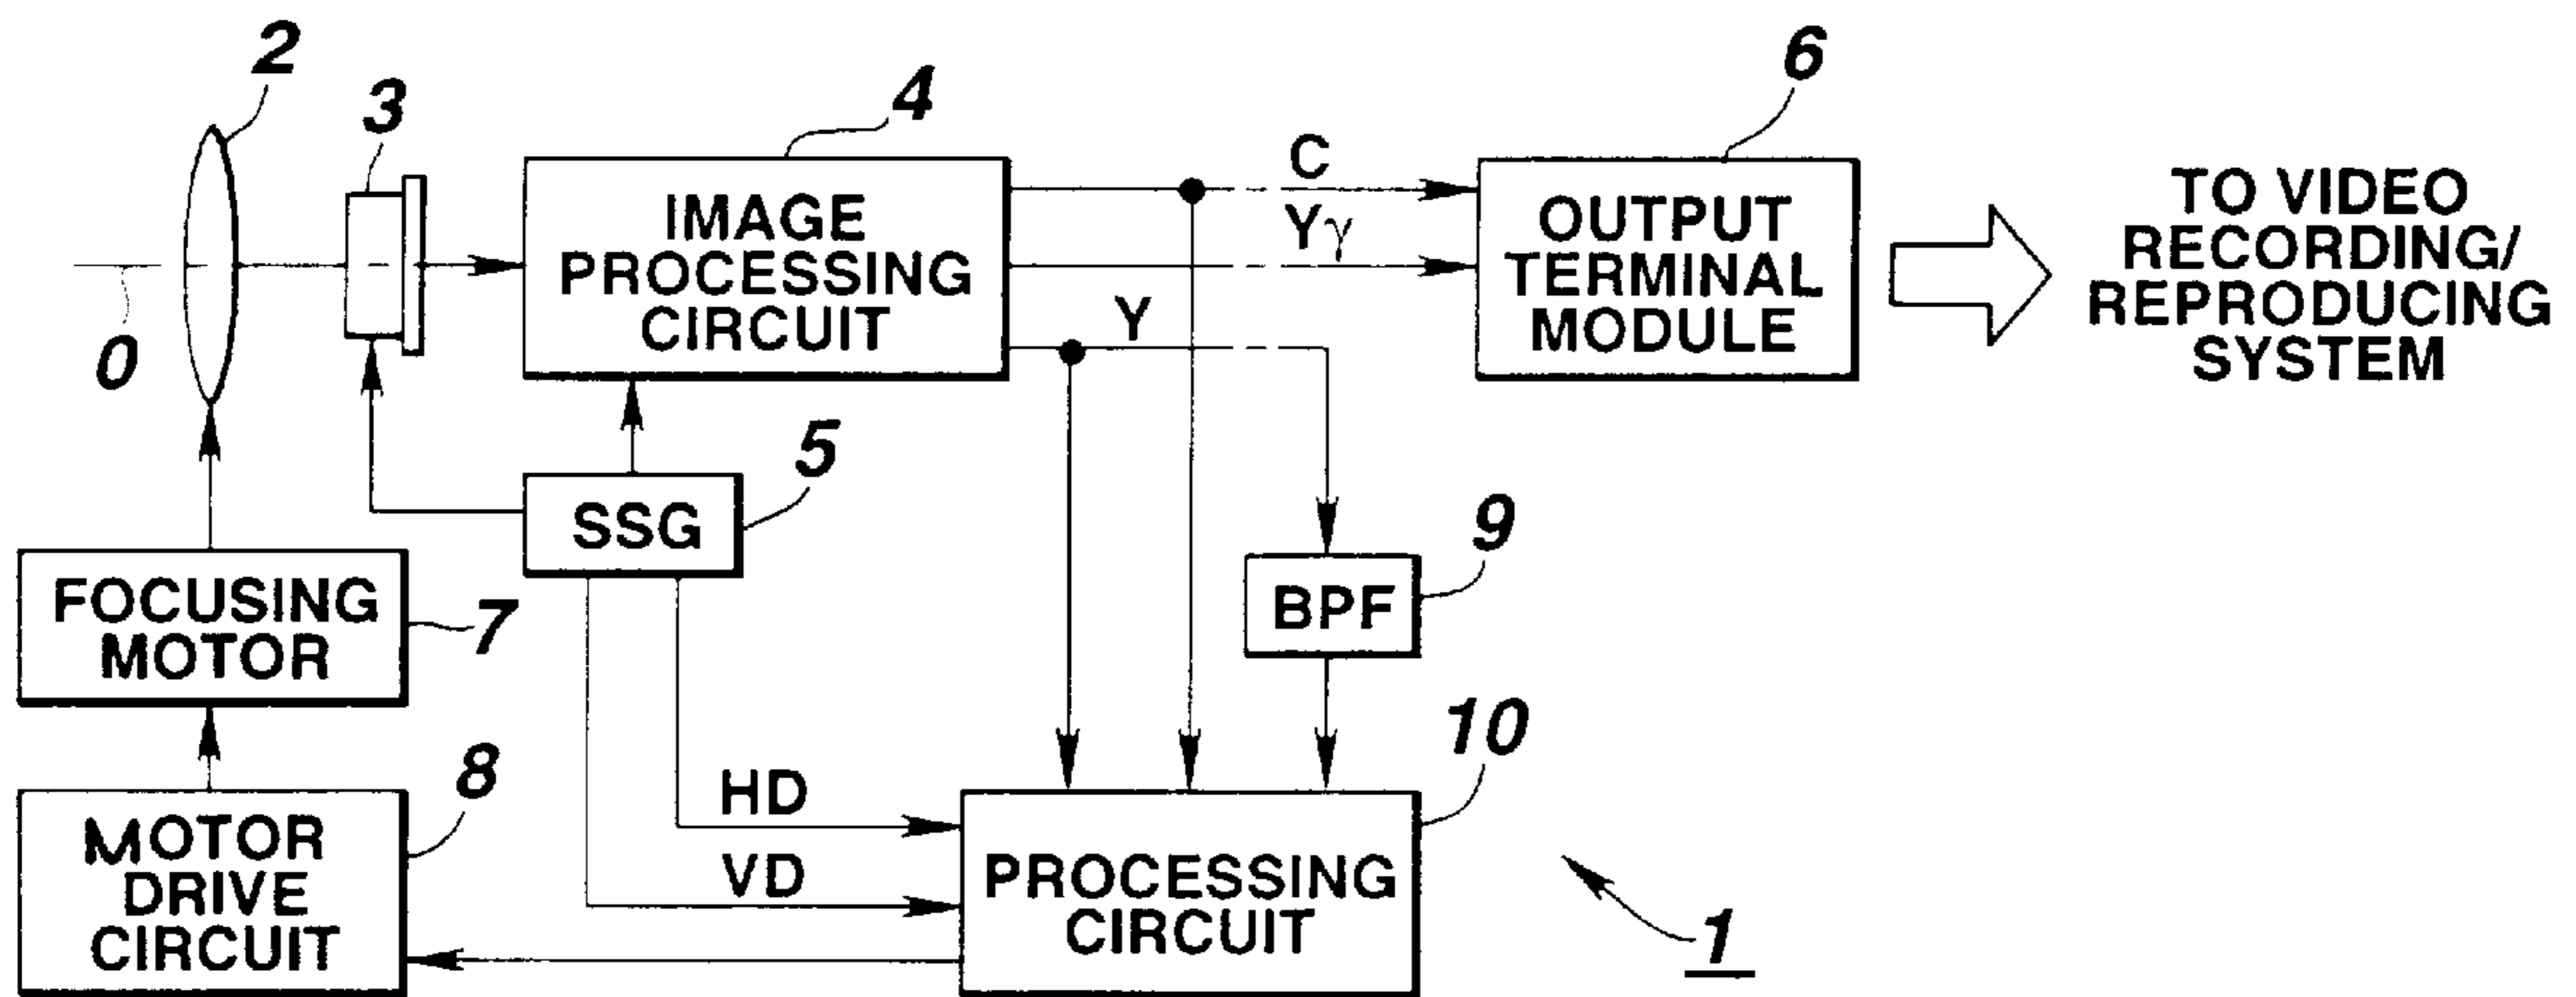 2
3
4
6
C
Yγ
Y
IMAGE
PROCESSING
CIRCUIT
OUTPUT
TERMINAL
MODULE
TO VIDEO
RECORDING/
REPRODUCING
SYSTEM
0
5
SSG
9
BPF
FOCUSING
MOTOR
7
10
8
HD
VD
MOTOR
DRIVE
CIRCUIT
PROCESSING
CIRCUIT
1